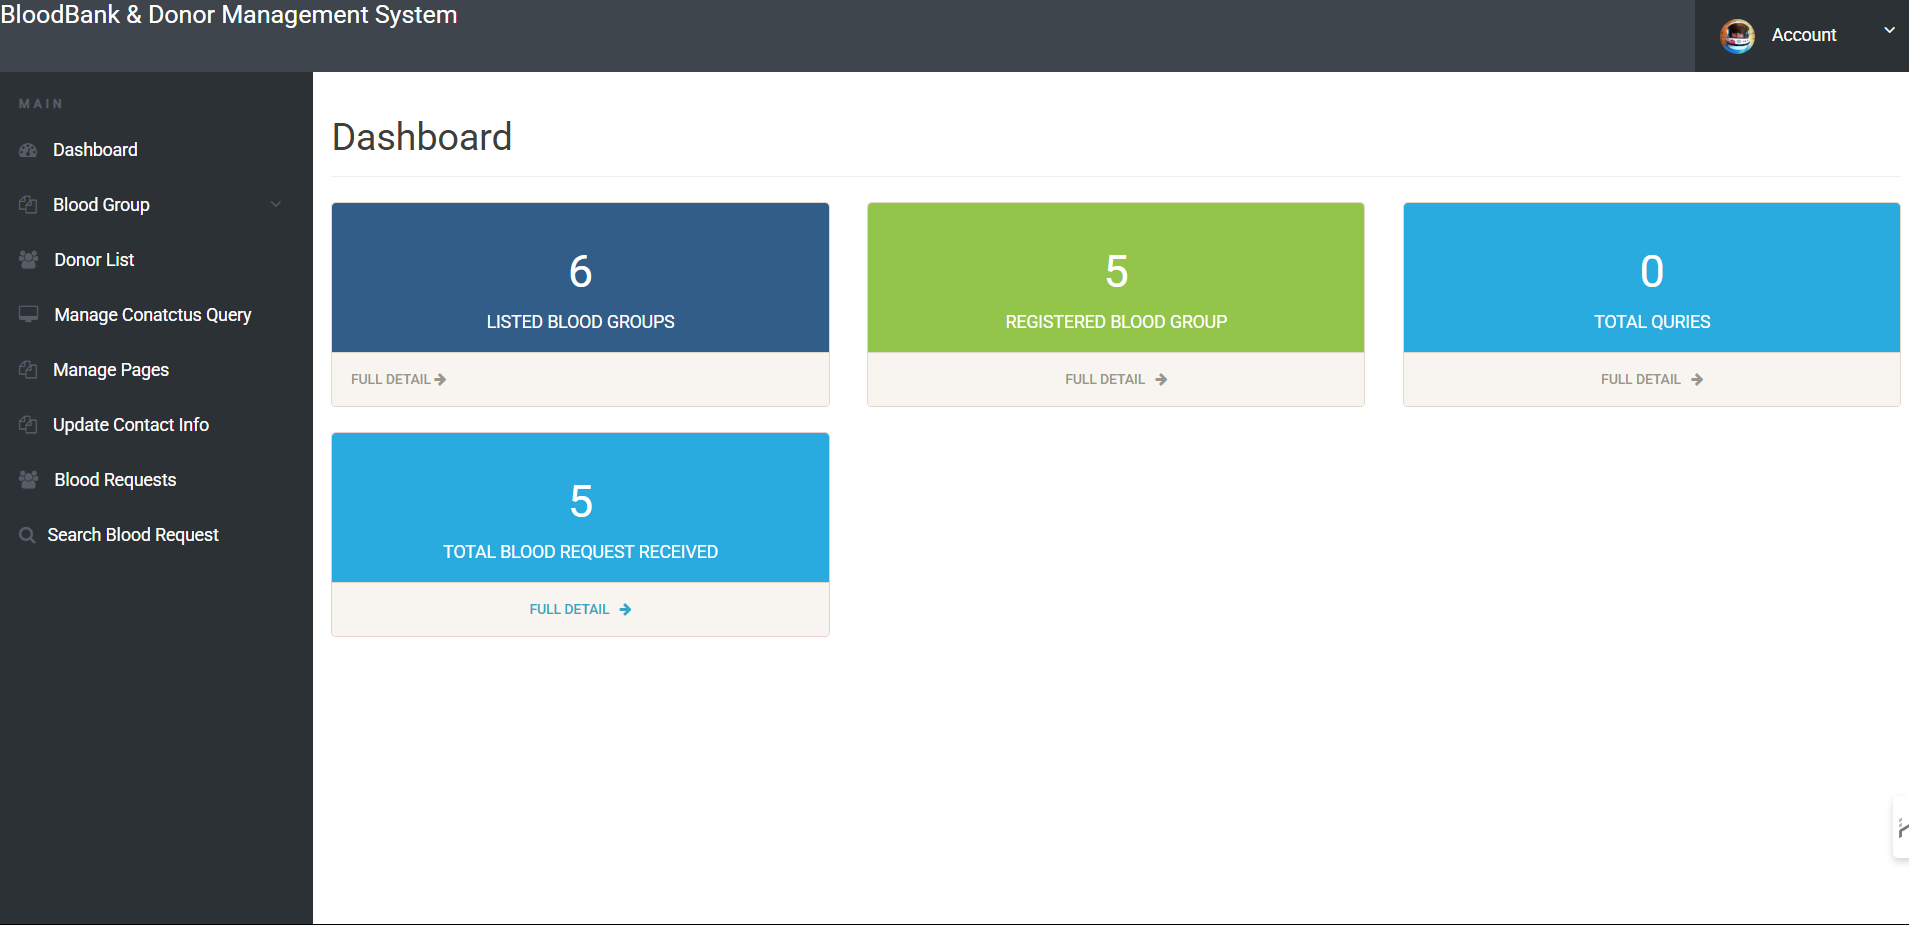 BloodBank & Donor Management System
Account
MAIN
Dashboard
Blood Group
Donor List
Manage Conatctus Query
Manage Pages
Update Contact Info
Blood Requests
Search Blood Request
Dashboard
6
LISTED BLOOD GROUPS
FULL DETAIL
5
REGISTERED BLOOD GROUP
FULL DETAIL
0
TOTAL QURIES
FULL DETAIL
5
TOTAL BLOOD REQUEST RECEIVED
FULL DETAIL